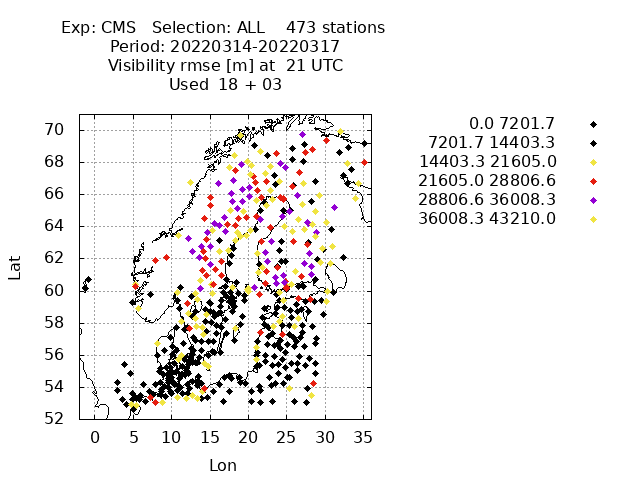 Exp: CMS Selection: ALL 473 stations
Period: 20220314-20220317
Visibility rmse [m] at 21 UTC
Used 18 + 03
0.0 7201.7
7201.7 14403.3
14403.3 21605.0
21605.0 28806.6
28806.6 36008.3
36008.3 43210.0
70
68
66
64
62
60
58
56
54
52
Lat
0 5 10 15 20 25 30 35
Lon